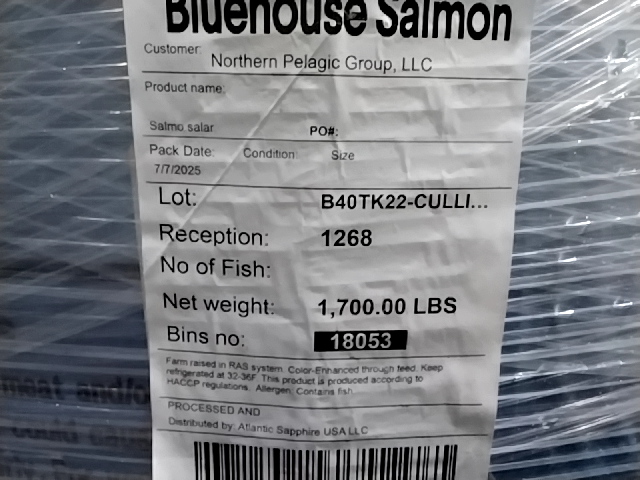 Bluehouse Salmon
Customer:
Northern Pelagic Group, LLC
Product name:
Salmo salar PO#:
Pack Date: Condition: Size
7/7/2025
Lot: B40TK22-CULLI...
Reception: 1268
No of Fish:
Net weight: 1,700.00 LBS
Bins no: 18053
Farm raised in RAS system. Color-Enhanced through feed. Keep
refrigerated at 32-36F. This product is produced according to
HACCP regulations. Allergen: Contains fish.
PROCESSED AND
Distributed by: Atlantic Sapphire USA LLC